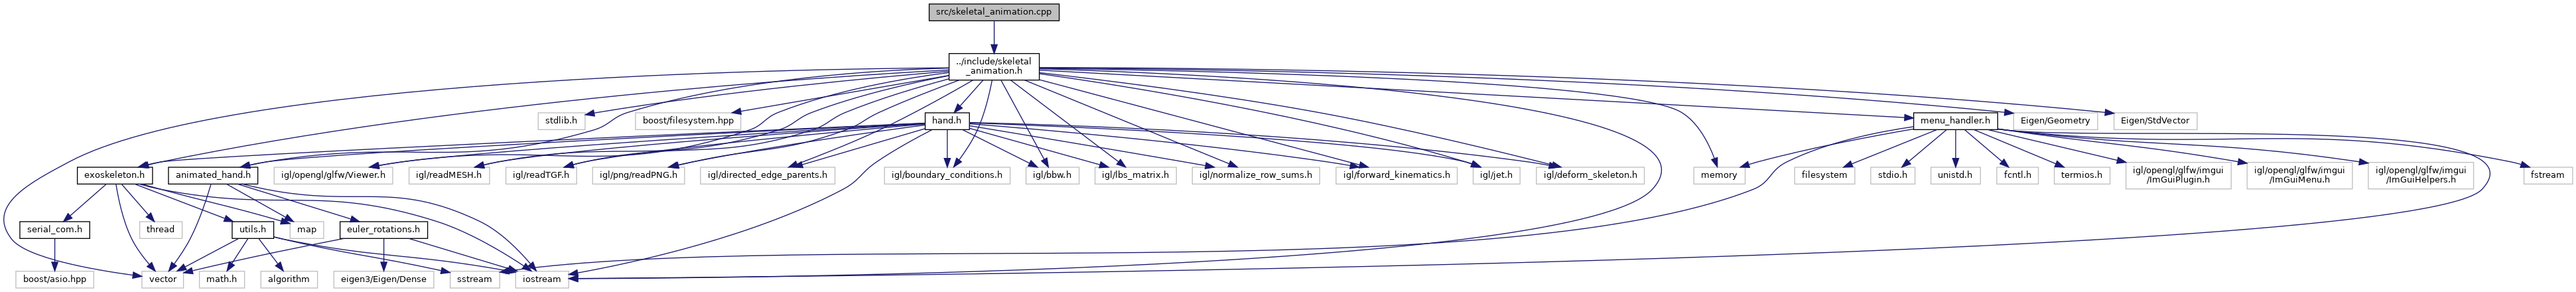 src/skeletal_animation.cpp
../include/skeletal
_animation.h
stdlib.h
boost/filesystem.hpp
hand.h
menu_handler.h
Eigen/Geometry
Eigen/StdVector
exoskeleton.h
animated_hand.h
igl/opengl/glfw/Viewer.h
igl/readMESH.h
igl/readTGF.h
igl/png/readPNG.h
igl/directed_edge_parents.h
igl/boundary_conditions.h
igl/bbw.h
igl/lbs_matrix.h
igl/normalize_row_sums.h
igl/forward_kinematics.h
igl/jet.h
igl/deform_skeleton.h
memory
filesystem
stdio.h
unistd.h
fcntl.h
termios.h
igl/opengl/glfw/imgui
/ImGuiPlugin.h
igl/opengl/glfw/imgui
/ImGuiMenu.h
igl/opengl/glfw/imgui
/ImGuiHelpers.h
fstream
serial_com.h
thread
utils.h
map
euler_rotations.h
boost/asio.hpp
vector
math.h
algorithm
eigen3/Eigen/Dense
sstream
iostream